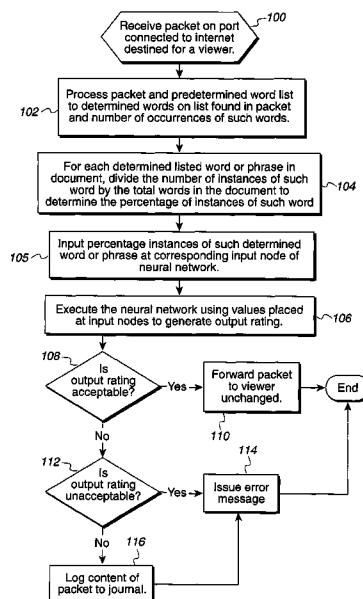 100
Receive packet on port
connected to internet
destined for a viewer.
102
Process packet and predetermined word list
to determined words on list found in packet
and number of occurrences of such words.
For each determined listed word or phrase in
document, divide the number of instances of such
word by the total words in the document to
determine the percentage of instances of such word
104
105
Input percentage instances of such determined
word or phrase at corresponding input node of
neural network.
Execute the neural network using values placed
at input nodes to generate output rating.
106
108
Is
output rating
acceptable?
Yes
Forward packet
to viewer
unchanged.
110
End
No
112
Is
output rating
unacceptable?
Yes
114
Issue error
message
No
116
Log content of
packet to journal.